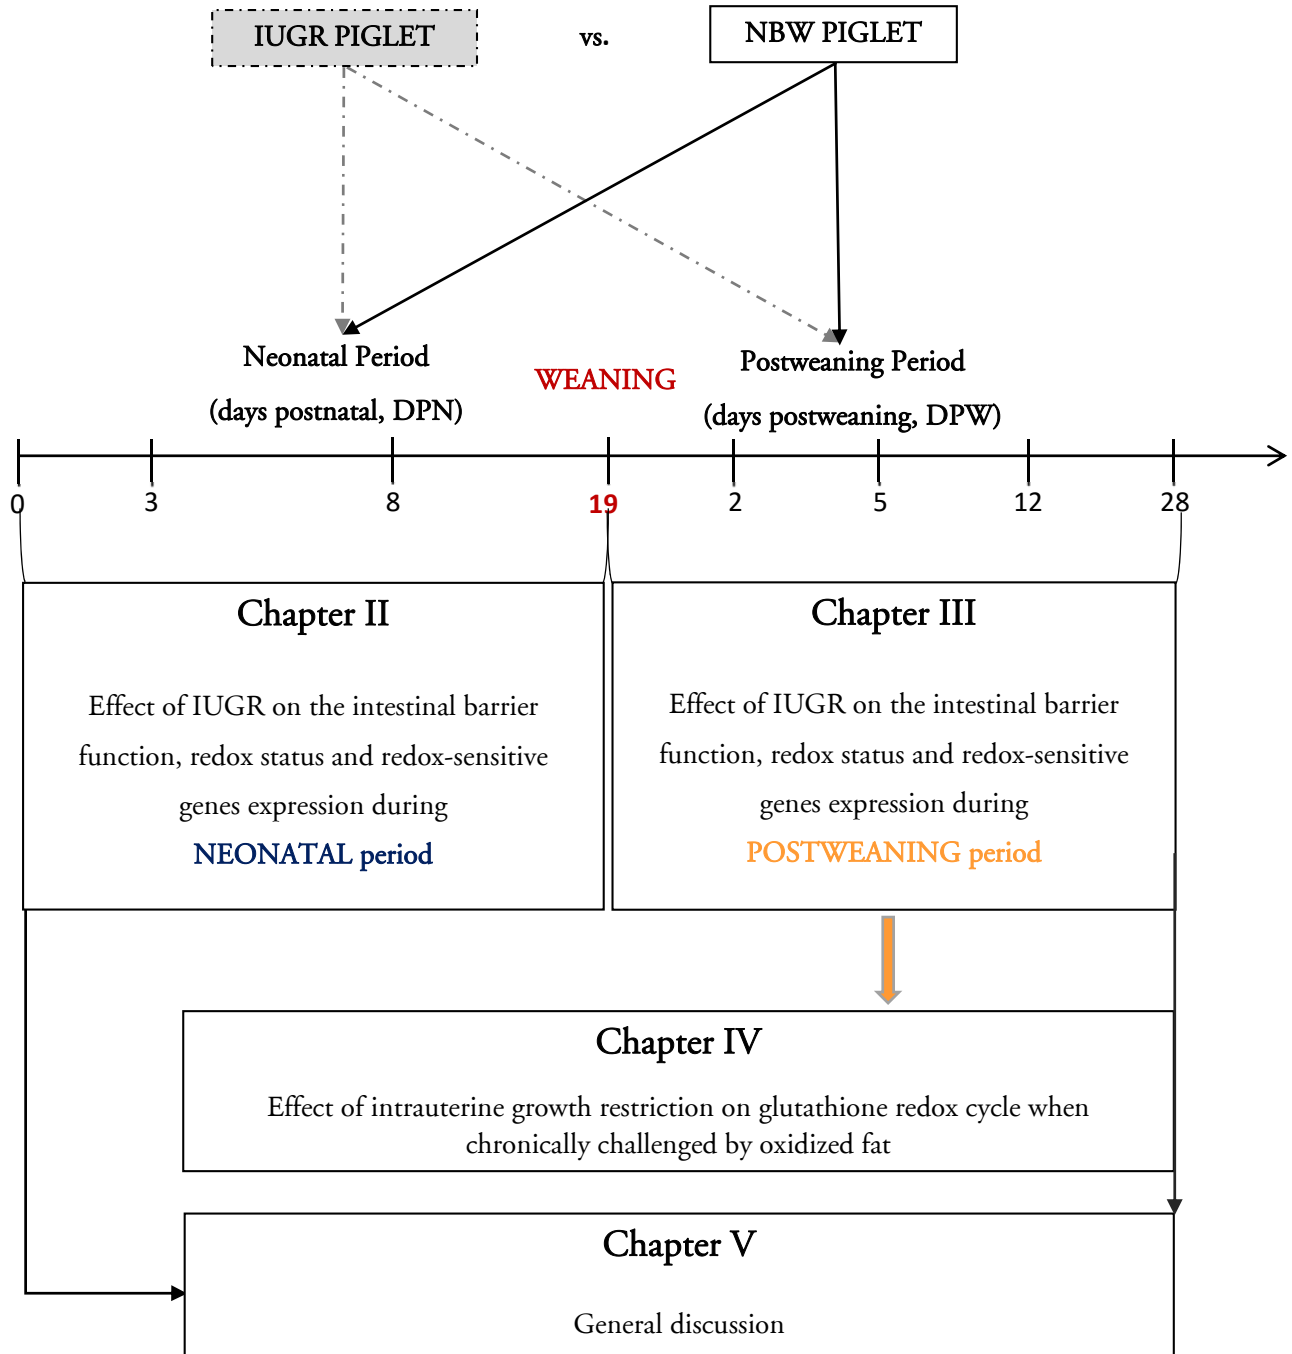 IUGR PIGLET
vs.
NBW PIGLET
Neonatal Period
(days postnatal, DPN)
WEANING
Postweaning Period
(days postweaning, DPW)
0
3
8
19
2
5
12
28
Chapter II
Effect of IUGR on the intestinal barrier
function, redox status and redox-sensitive
genes expression during
NEONATAL period
Chapter III
Effect of IUGR on the intestinal barrier
function, redox status and redox-sensitive
genes expression during
POSTWEANING period
Chapter IV
Effect of intrauterine growth restriction on glutathione redox cycle when
chronically challenged by oxidized fat
Chapter V
General discussion